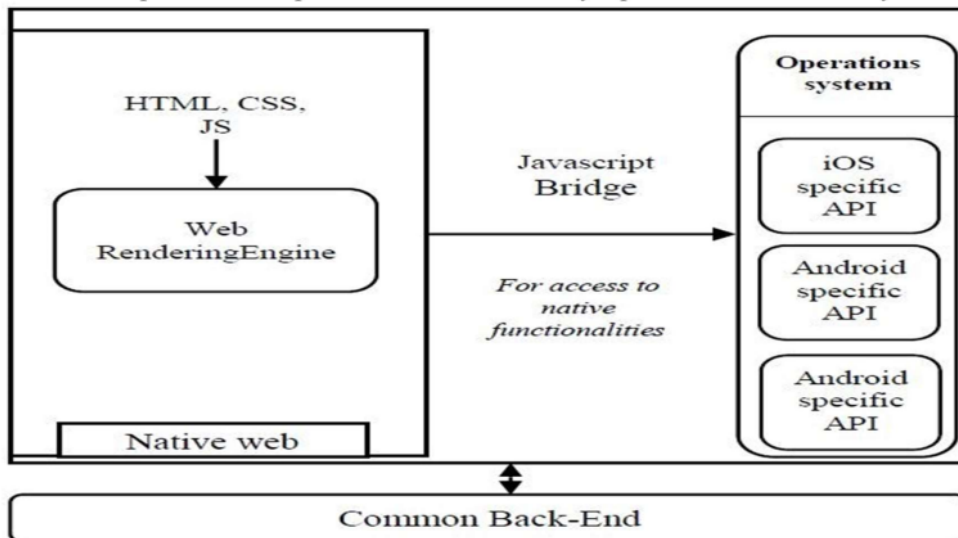 HTML, CSS,
JS
Web
RenderingEngine
Native web
Javascript
Bridge
For access to
native
functionalities
Operations
system
iOS
specific
API
Android
specific
API
Android
specific
API
Common Back-End